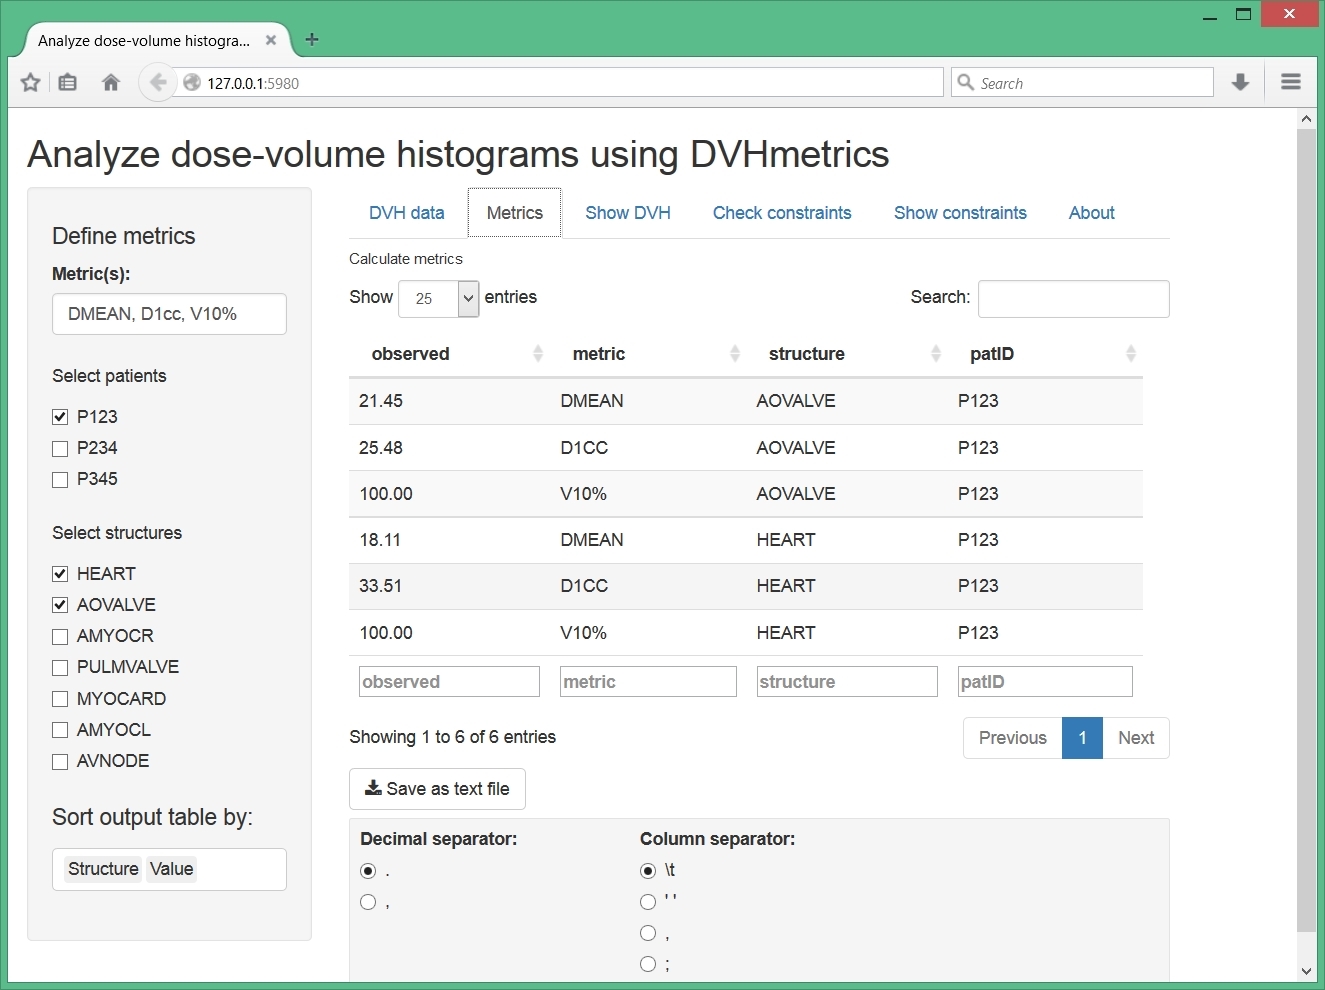 Analyze dose-volume histogra...
127.0.0.1:5980
Search
Analyze dose-volume histograms using DVHmetrics
Define metrics
Metric(s):
DMEAN, D1cc, V10%
Select patients
P123
P234
P345
Select structures
HEART
AOVALVE
AMYOCR
PULMVALVE
MYOCARD
AMYOCL
AVNODE
Sort output table by:
Structure Value
DVH data Metrics Show DVH Check constraints Show constraints About
Calculate metrics
Show 25 entries Search:
observed metric structure patID
21.45 DMEAN AOVALVE P123
25.48 D1CC AOVALVE P123
100.00 V10% AOVALVE P123
18.11 DMEAN HEART P123
33.51 D1CC HEART P123
100.00 V10% HEART P123
observed metric structure patID
Showing 1 to 6 of 6 entries Previous 1 Next
Save as text file
Decimal separator: Column separator:
. \t
, ' '
,
;